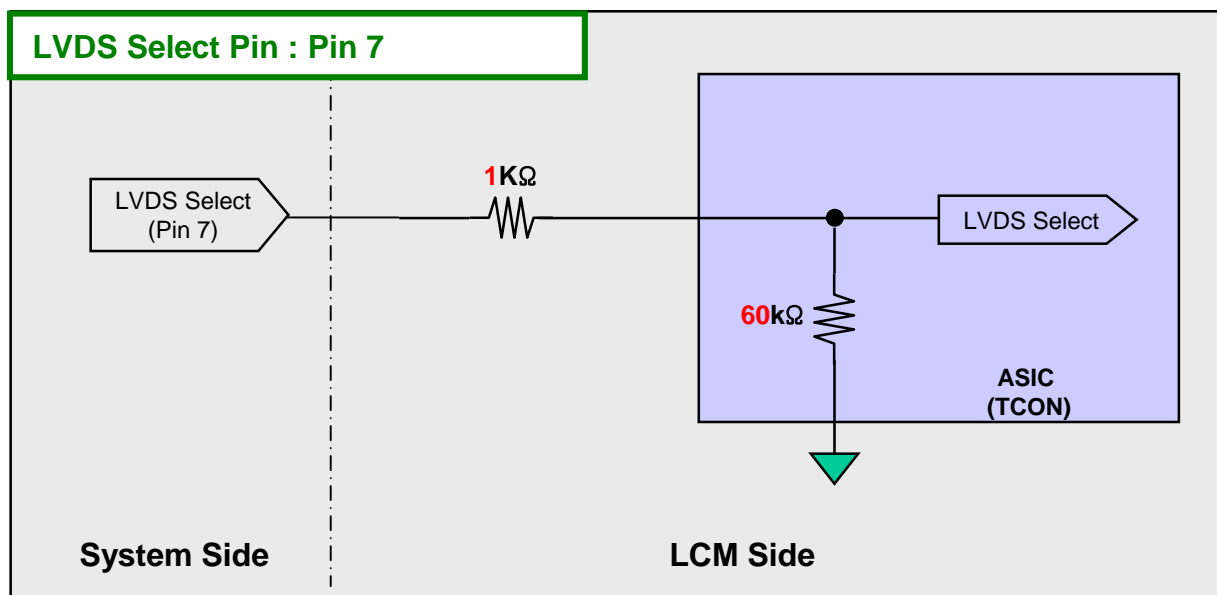 LVDS Select Pin : Pin 7
1KΩ
LVDS Select
(Pin 7)
LVDS Select
60kΩ
ASIC
(TCON)
System Side
LCM Side